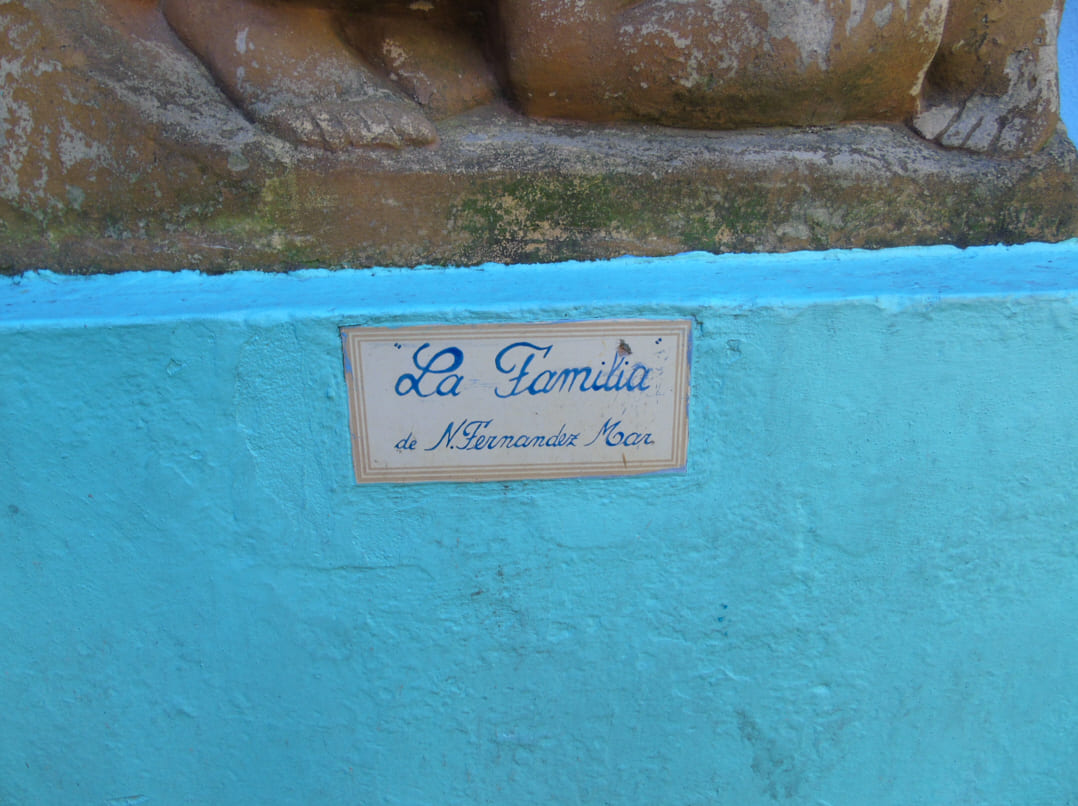 "La Familia"
de N. Fernandez Mar